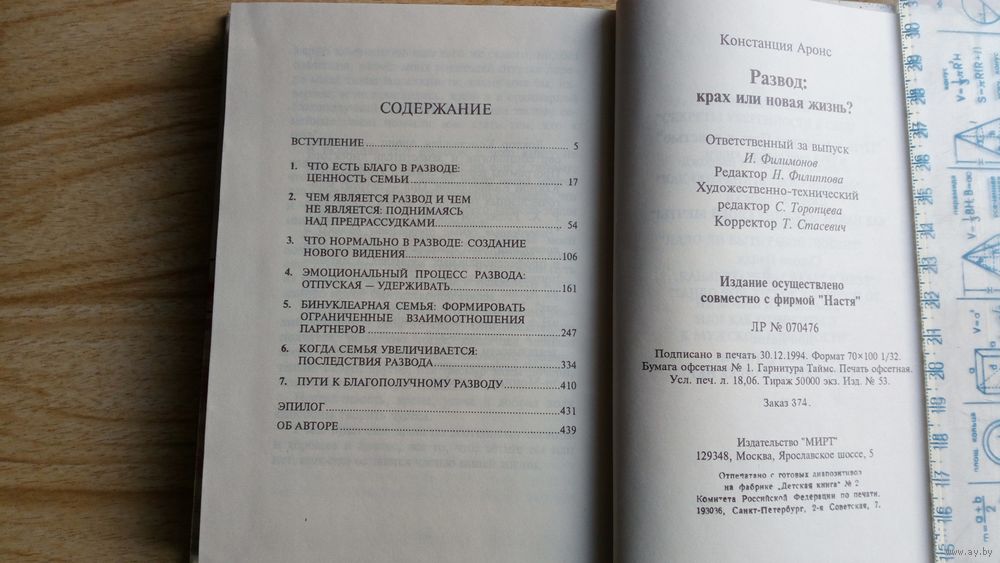 СОДЕРЖАНИЕ
ВСТУПЛЕНИЕ 5
1. ЧТО ЕСТЬ БЛАГО В РАЗВОДЕ:
ЦЕННОСТЬ СЕМЬИ 17
2. ЧЕМ ЯВЛЯЕТСЯ РАЗВОД И ЧЕМ
НЕ ЯВЛЯЕТСЯ: ПОДНИМАЯСЬ
НАД ПРЕДРАССУДКАМИ 54
3. ЧТО НОРМАЛЬНО В РАЗВОДЕ: СОЗДАНИЕ
НОВОГО ВИДЕНИЯ 106
4. ЭМОЦИОНАЛЬНЫЙ ПРОЦЕСС РАЗВОДА:
ОТПУСКАЯ — УДЕРЖИВАТЬ 161
5. БИНУКЛЕАРНАЯ СЕМЬЯ: ФОРМИРОВАТЬ
ОГРАНИЧЕННЫЕ ВЗАИМООТНОШЕНИЯ
ПАРТНЕРОВ 247
6. КОГДА СЕМЬЯ УВЕЛИЧИВАЕТСЯ:
ПОСЛЕДСТВИЯ РАЗВОДА 334
7. ПУТИ К БЛАГОПОЛУЧНОМУ РАЗВОДУ 410
ЭПИЛОГ 431
ОБ АВТОРЕ 439
Констанция Аронс
Развод:
крах или новая жизнь?
Ответственный за выпуск
И. Филимонов
Редактор Н. Филиппова
Художественно-технический
редактор С. Торопцева
Корректор Т. Стасевич
Издание осуществлено
совместно с фирмой "Настя"
ЛР № 070476
Подписано в печать 30.12.1994. Формат 70×100 1/32.
Бумага офсетная № 1. Гарнитура Таймс. Печать офсетная.
Усл. печ. л. 18,06. Тираж 50000 экз. Изд. № 53.
Заказ 374.
Издательство "МИРТ"
129348, Москва, Ярославское шоссе, 5
Отпечатано с готовых диапозитивов
на фабрике „Детская книга" № 2
Комитета Российской Федерации по печати.
193036, Санкт-Петербург, 2-я Советская, 7.
конус
пирамида
площ. кольца
www.ay.by